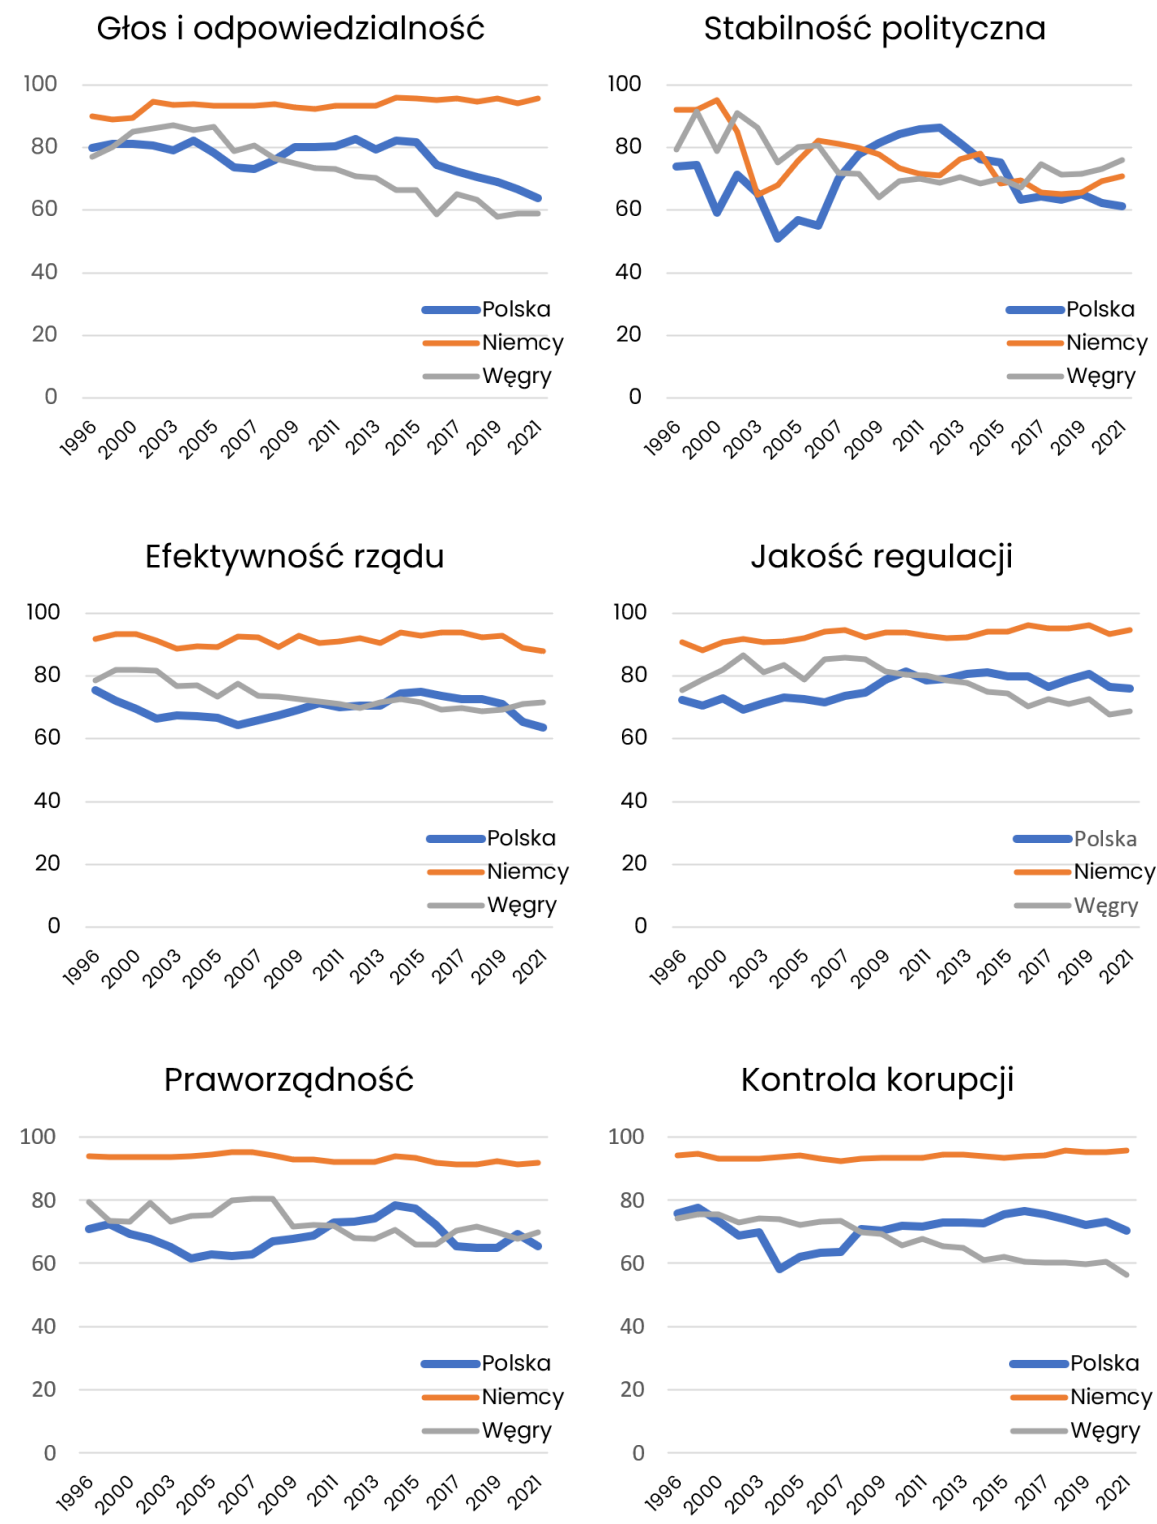 Głos i odpowiedzialność
100
80
60
40
20
0
Polska
Niemcy
Węgry
1996 2000 2003 2005 2007 2009 2011 2013 2015 2017 2019 2021
Stabilność polityczna
100
80
60
40
20
0
Polska
Niemcy
Węgry
1996 2000 2003 2005 2007 2009 2011 2013 2015 2017 2019 2021
Efektywność rządu
100
80
60
40
20
0
Polska
Niemcy
Węgry
1996 2000 2003 2005 2007 2009 2011 2013 2015 2017 2019 2021
Jakość regulacji
100
80
60
40
20
0
Polska
Niemcy
Węgry
1996 2000 2003 2005 2007 2009 2011 2013 2015 2017 2019 2021
Praworządność
100
80
60
40
20
0
Polska
Niemcy
Węgry
1996 2000 2003 2005 2007 2009 2011 2013 2015 2017 2019 2021
Kontrola korupcji
100
80
60
40
20
0
Polska
Niemcy
Węgry
1996 2000 2003 2005 2007 2009 2011 2013 2015 2017 2019 2021